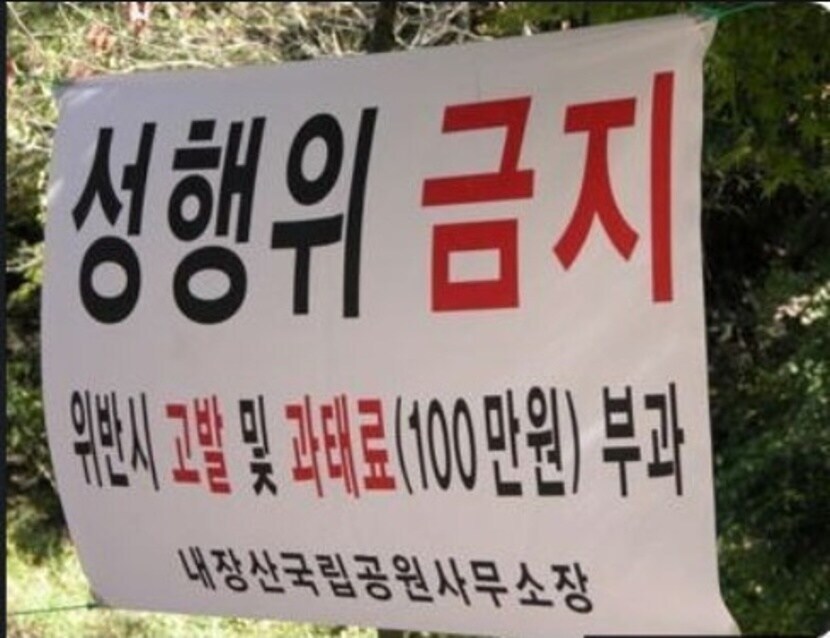 성행위 금지
위반시 고발 및 과태료(100만원) 부과
내장산국립공원사무소장